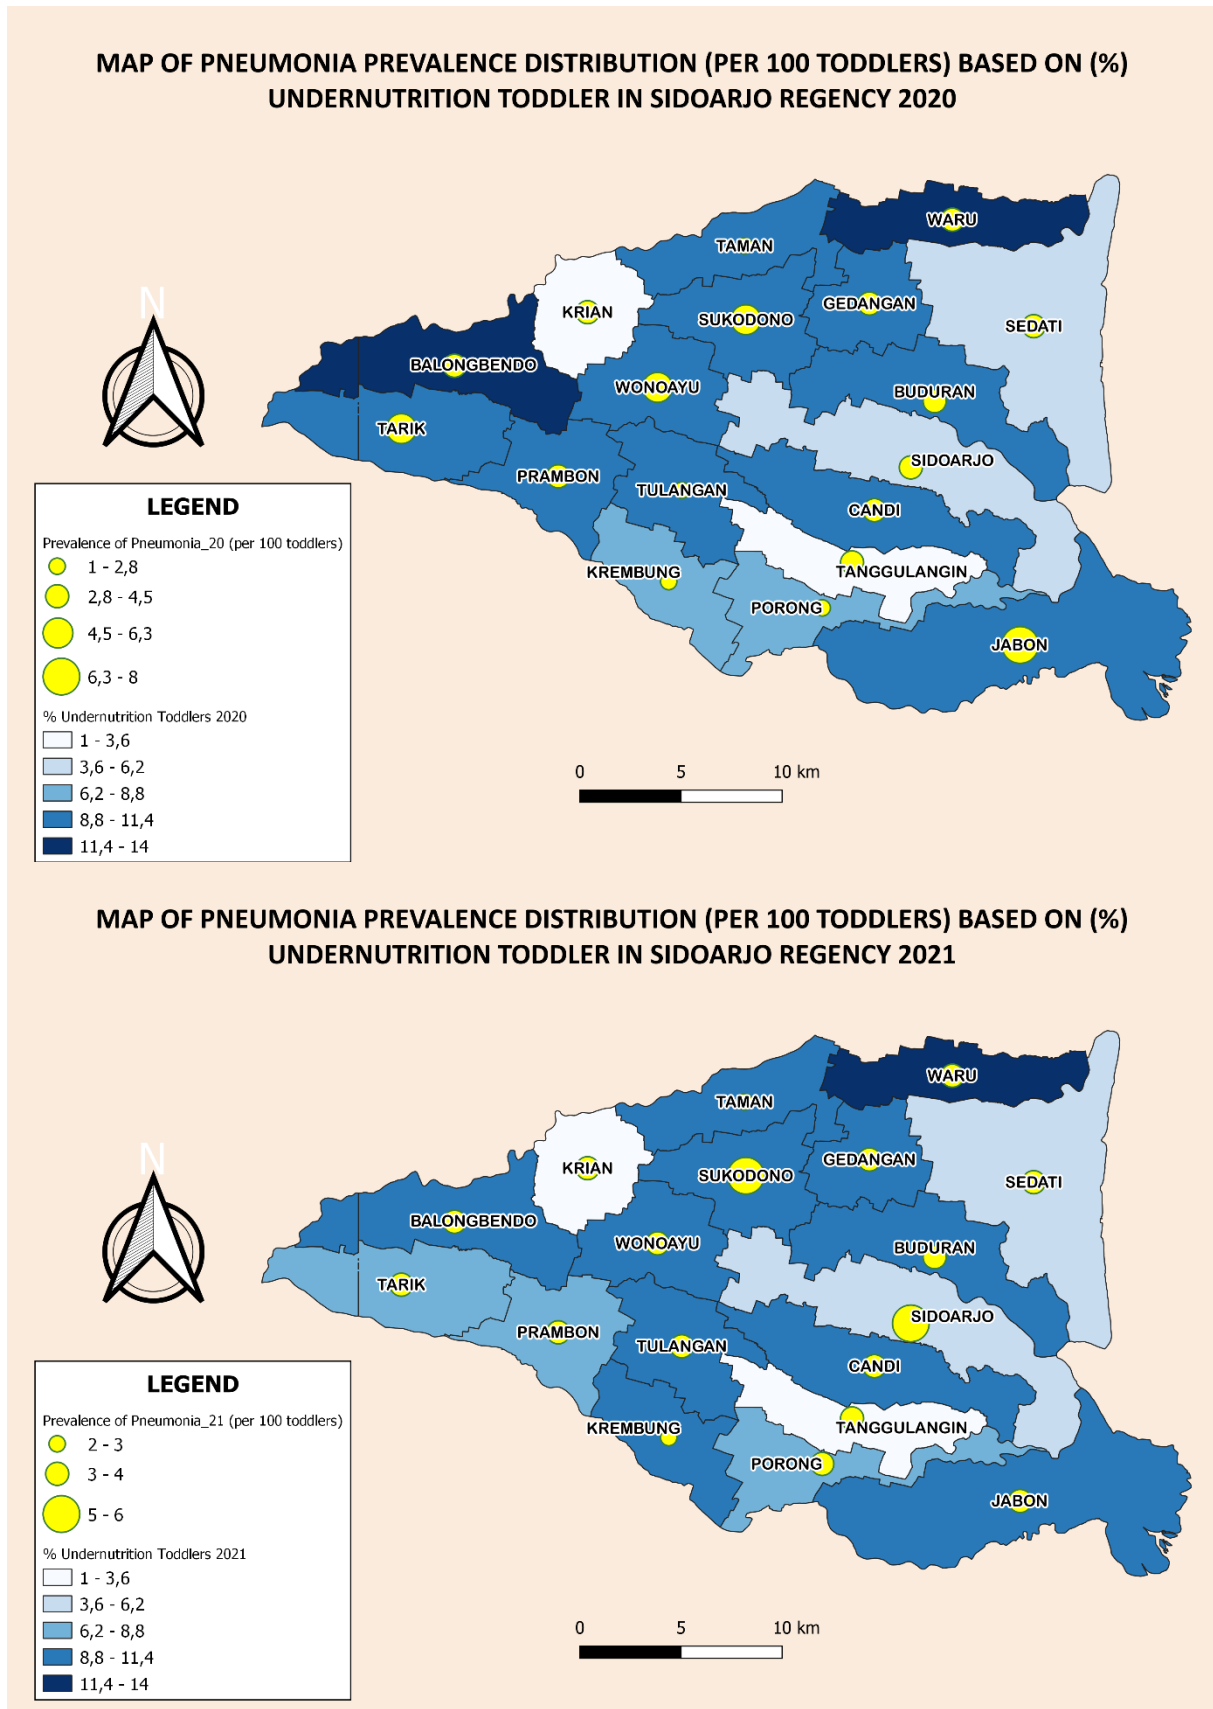 MAP OF PNEUMONIA PREVALENCE DISTRIBUTION (PER 100 TODDLERS) BASED ON (%)
UNDERNUTRITION TODDLER IN SIDOARJO REGENCY 2020
WARU
TAMAN
GEDANGAN
KRIAN
SUKODONO
SEDATI
BALONGBENDO
WONOAYU
BUDURAN
TARIK
SIDOARJO
PRAMBON
TULANGAN
CANDI
KREMBUNG
TANGGULANGIN
PORONG
JABON
N
LEGEND
Prevalence of Pneumonia_20 (per 100 toddlers)
1 - 2,8
2,8 - 4,5
4,5 - 6,3
6,3 - 8
% Undernutrition Toddlers 2020
1 - 3,6
3,6 - 6,2
6,2 - 8,8
8,8 - 11,4
11,4 - 14
0 5 10 km
MAP OF PNEUMONIA PREVALENCE DISTRIBUTION (PER 100 TODDLERS) BASED ON (%)
UNDERNUTRITION TODDLER IN SIDOARJO REGENCY 2021
WARU
TAMAN
GEDANGAN
KRIAN
SUKODONO
SEDATI
BALONGBENDO
WONOAYU
BUDURAN
TARIK
SIDOARJO
PRAMBON
TULANGAN
CANDI
KREMBUNG
TANGGULANGIN
PORONG
JABON
N
LEGEND
Prevalence of Pneumonia_21 (per 100 toddlers)
2 - 3
3 - 4
5 - 6
% Undernutrition Toddlers 2021
1 - 3,6
3,6 - 6,2
6,2 - 8,8
8,8 - 11,4
11,4 - 14
0 5 10 km